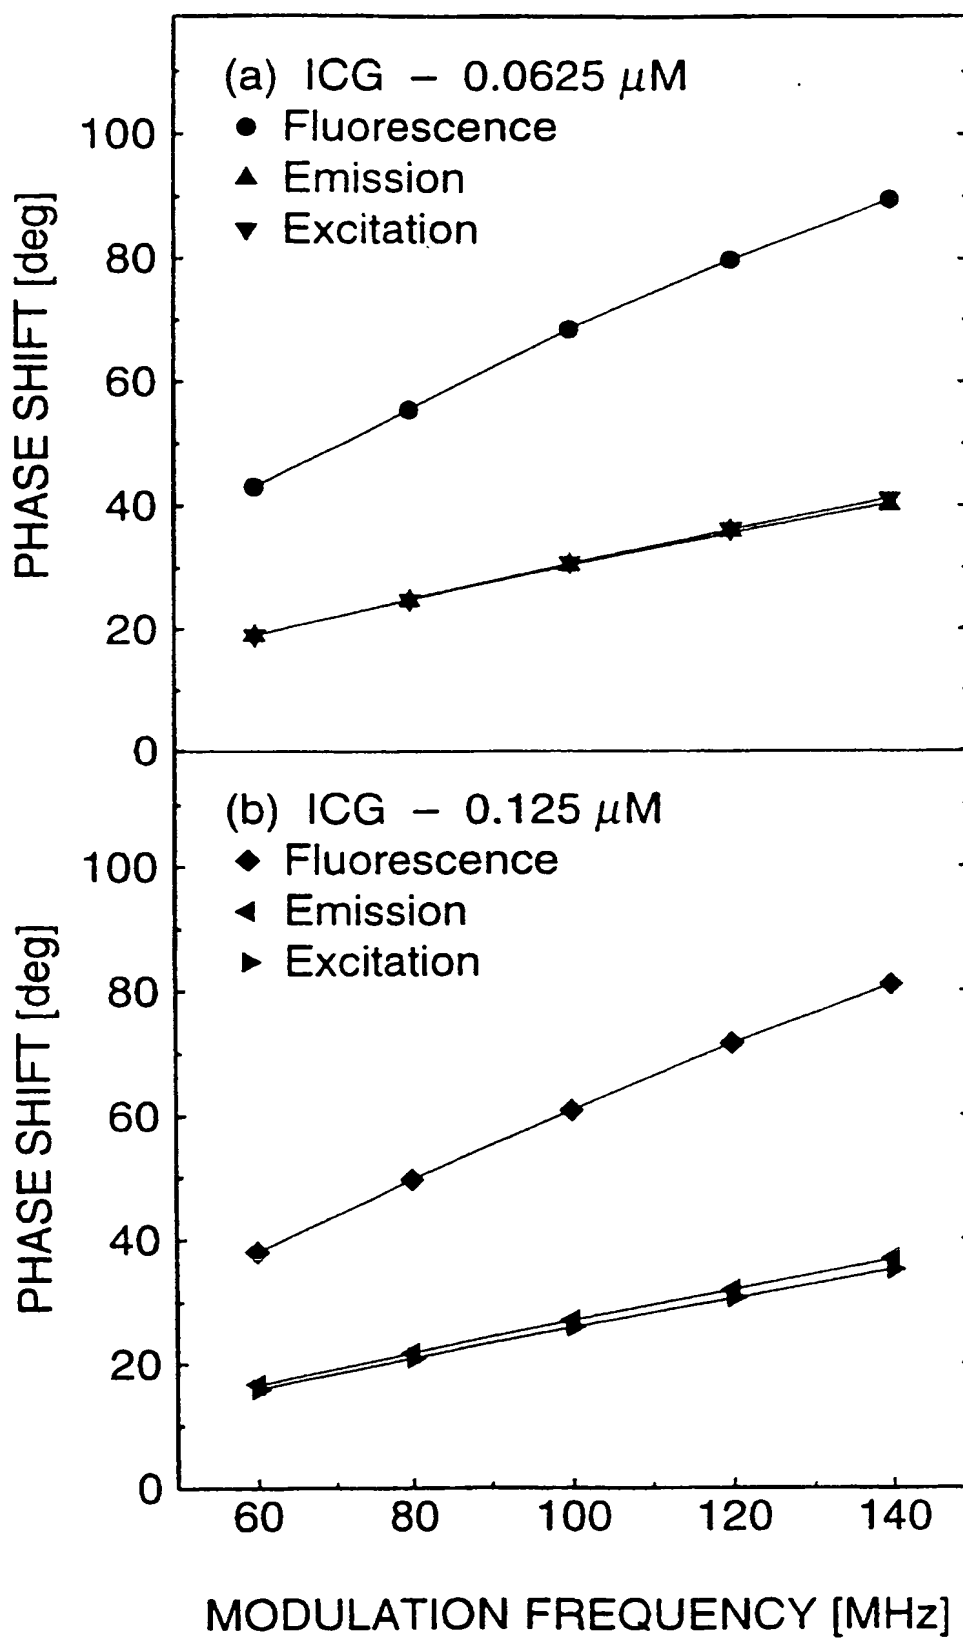 (a) ICG – 0.0625 μM
Fluorescence
Emission
Excitation
PHASE SHIFT [deg]
100
80
60
40
20
0
(b) ICG – 0.125 μM
Fluorescence
Emission
Excitation
PHASE SHIFT [deg]
100
80
60
40
20
0
60 80 100 120 140
MODULATION FREQUENCY [MHz]